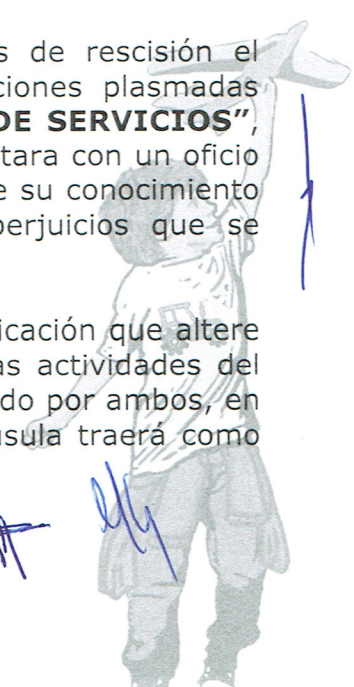 s de rescisión el
ciones plasmadas
DE SERVICIOS”,
tara con un oficio
e su conocimiento
perjuicios que se
icación que altere
as actividades del
do por ambos, en
usula traerá como